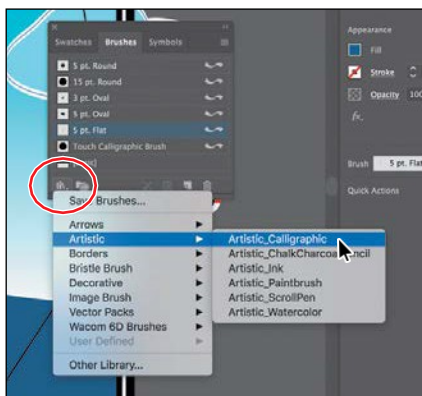 Swatches Brushes Symbols
5 pt. Round
15 pt. Round
3 pt. Oval
5 pt. Oval
5 pt. Flat
Touch Calligraphic Brush
Save Brushes...
Arrows
Artistic
Borders
Bristle Brush
Decorative
Image Brush
Vector Packs
Wacom 6D Brushes
User Defined
Other Library...
Artistic_Calligraphic
Artistic_ChalkCharcoalPencil
Artistic_Ink
Artistic_Paintbrush
Artistic_ScrollPen
Artistic_Watercolor
Appearance
Fill
Stroke
Opacity 100
fx.
Brush 5 pt. Flat
Quick Actions